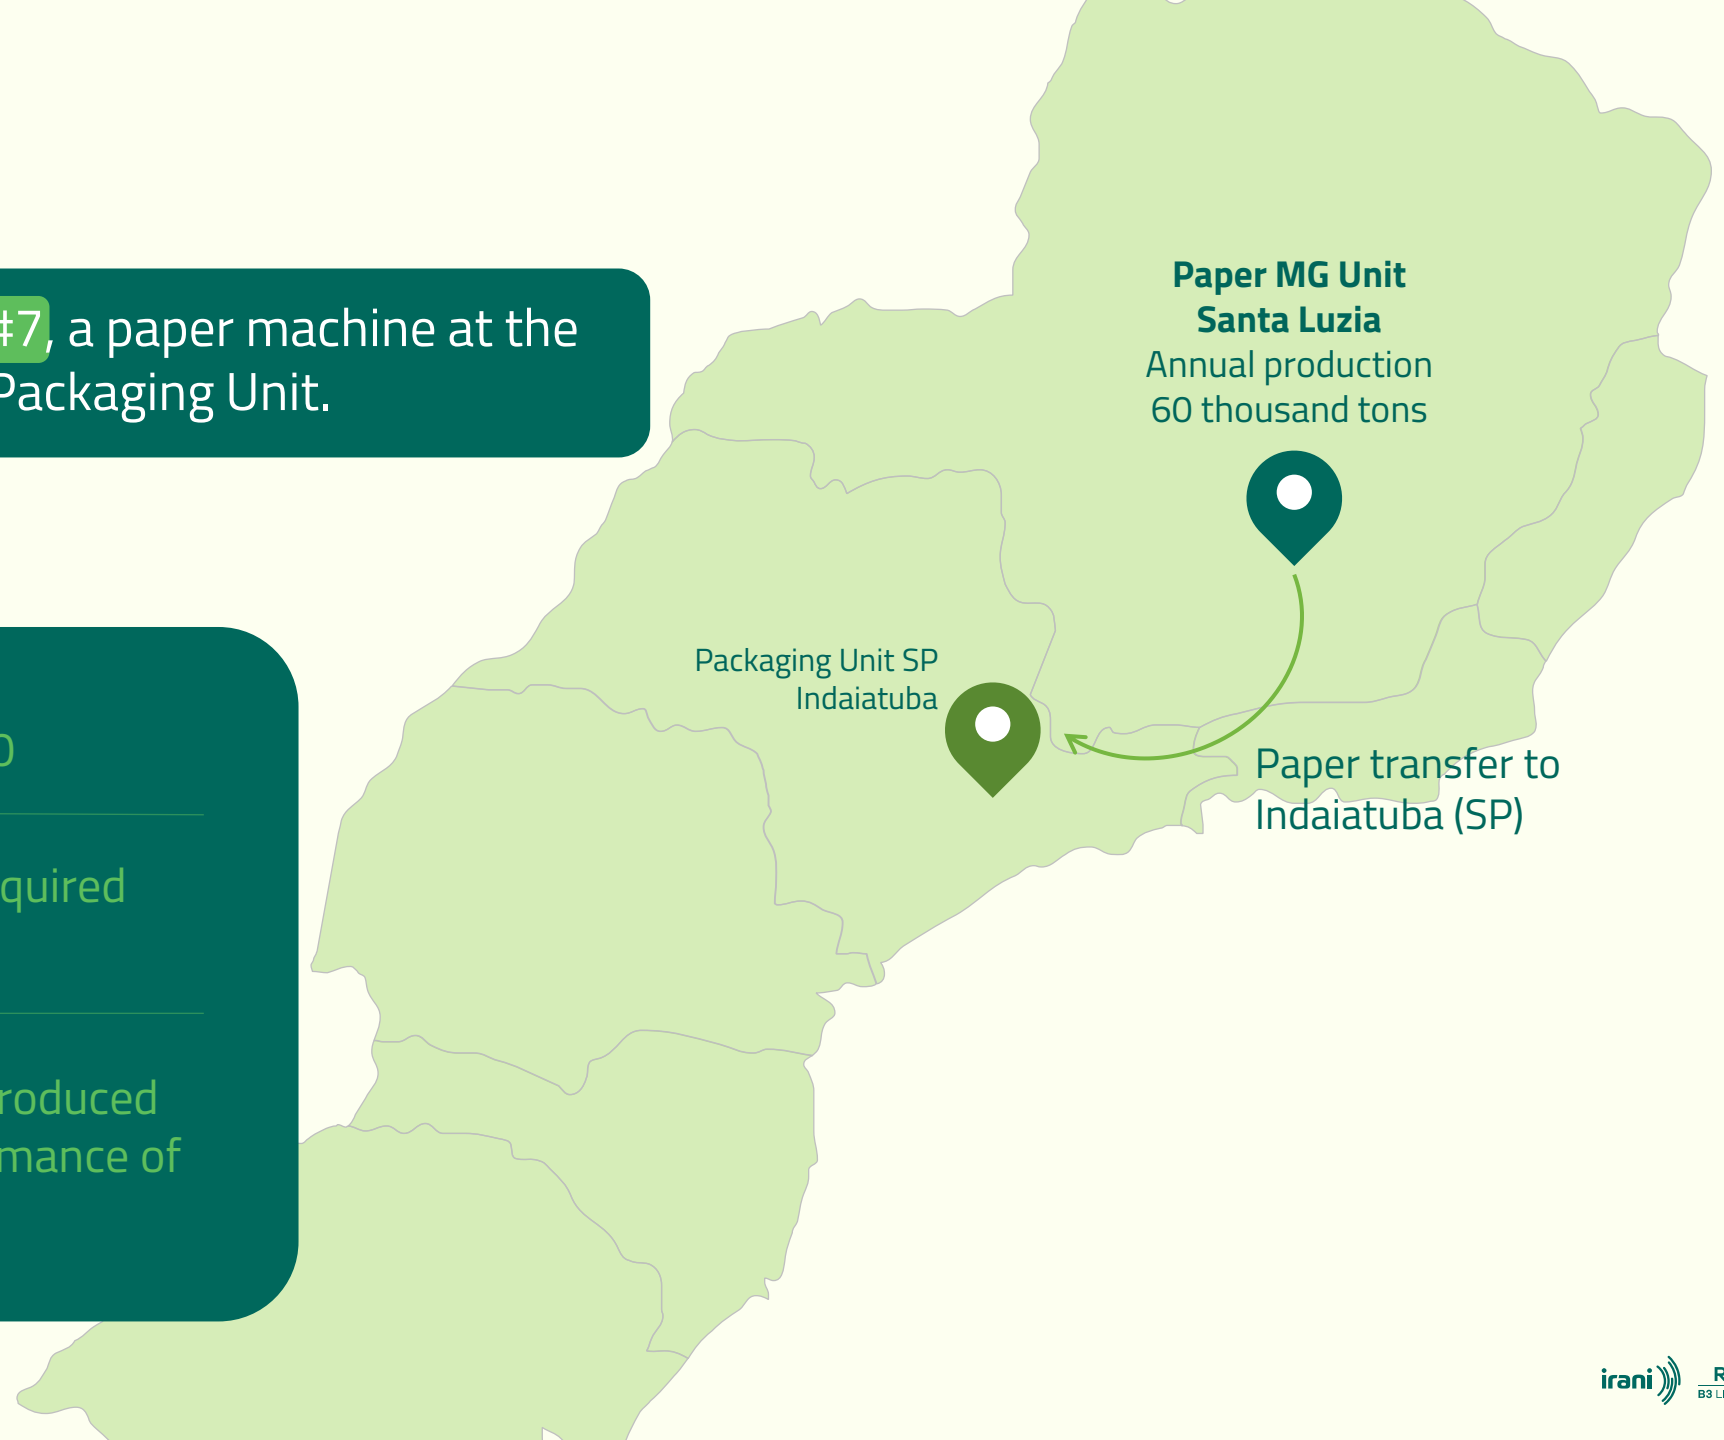 #7, a paper machine at the
Packaging Unit.
Paper MG Unit
Santa Luzia
Annual production
60 thousand tons
Packaging Unit SP
Indaiatuba
Paper transfer to
Indaiatuba (SP)
quired
roduced
mance of
irani
B3